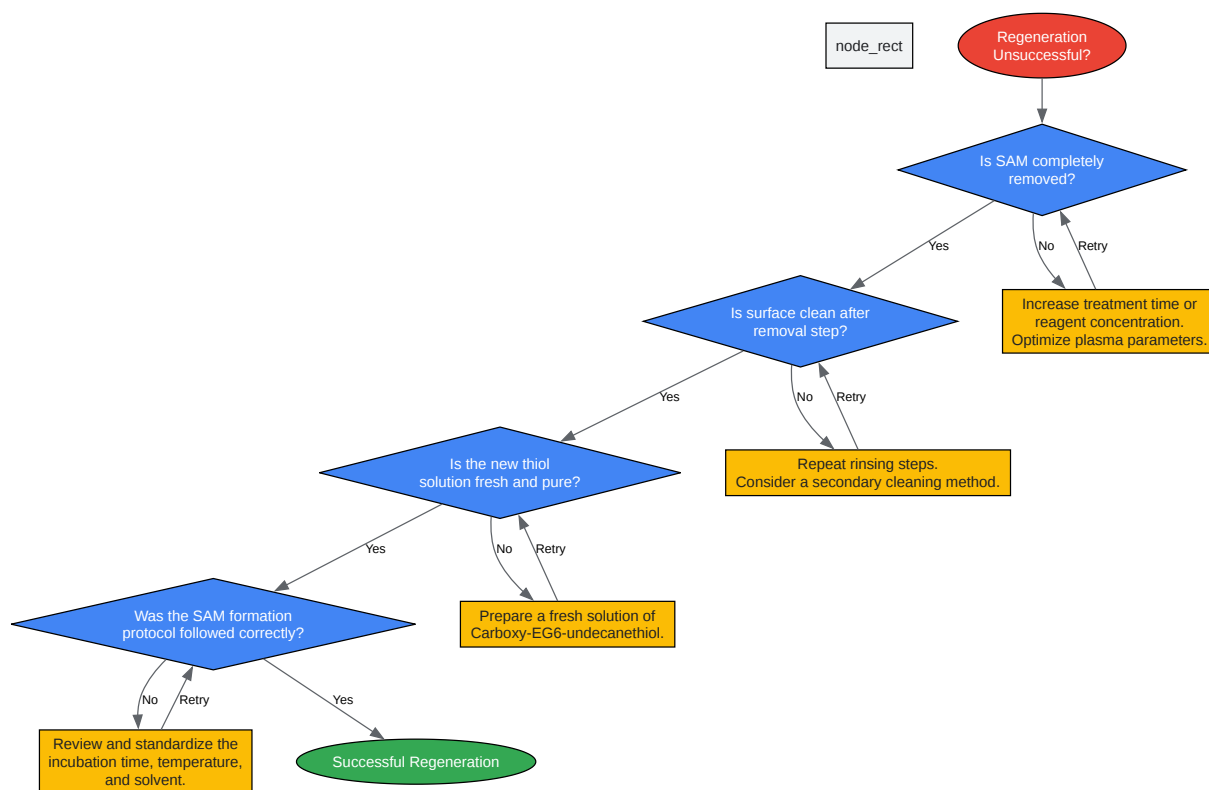 node_rect
Regeneration
Unsuccessful?
Is SAM completely
removed?
Yes
No
Retry
Increase treatment time or
reagent concentration.
Optimize plasma parameters.
Is surface clean after
removal step?
Yes
No
Retry
Repeat rinsing steps.
Consider a secondary cleaning method.
Is the new thiol
solution fresh and pure?
Yes
No
Retry
Prepare a fresh solution of
Carboxy-EG6-undecanethiol.
Was the SAM formation
protocol followed correctly?
No
Retry
Yes
Review and standardize the
incubation time, temperature,
and solvent.
Successful Regeneration